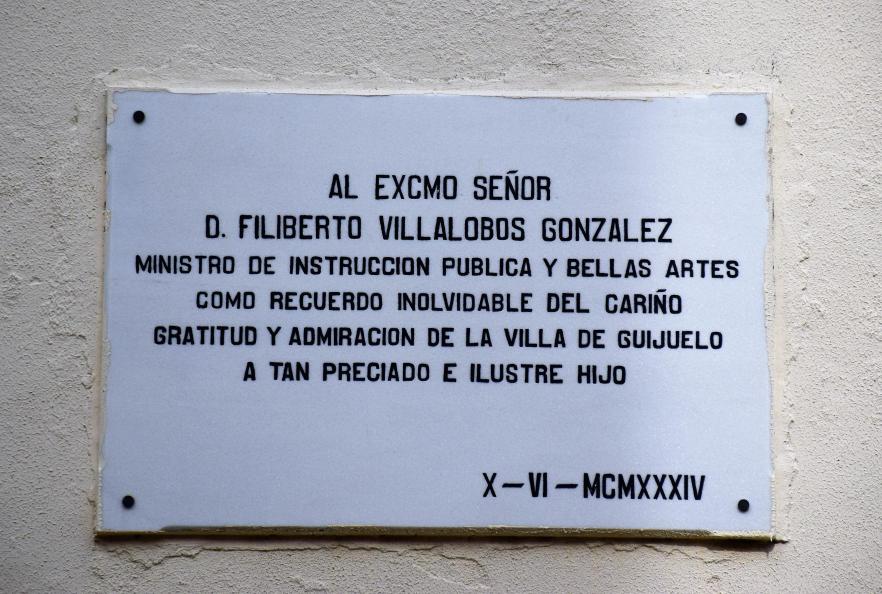 AL EXCMO SEÑOR
D. FILIBERTO VILLALOBOS GONZALEZ
MINISTRO DE INSTRUCCION PUBLICA Y BELLAS ARTES
COMO RECUERDO INOLVIDABLE DEL CARIÑO
GRATITUD Y ADMIRACION DE LA VILLA DE GUIJUELO
A TAN PRECIADO E ILUSTRE HIJO
X – VI – MCMXXXIV